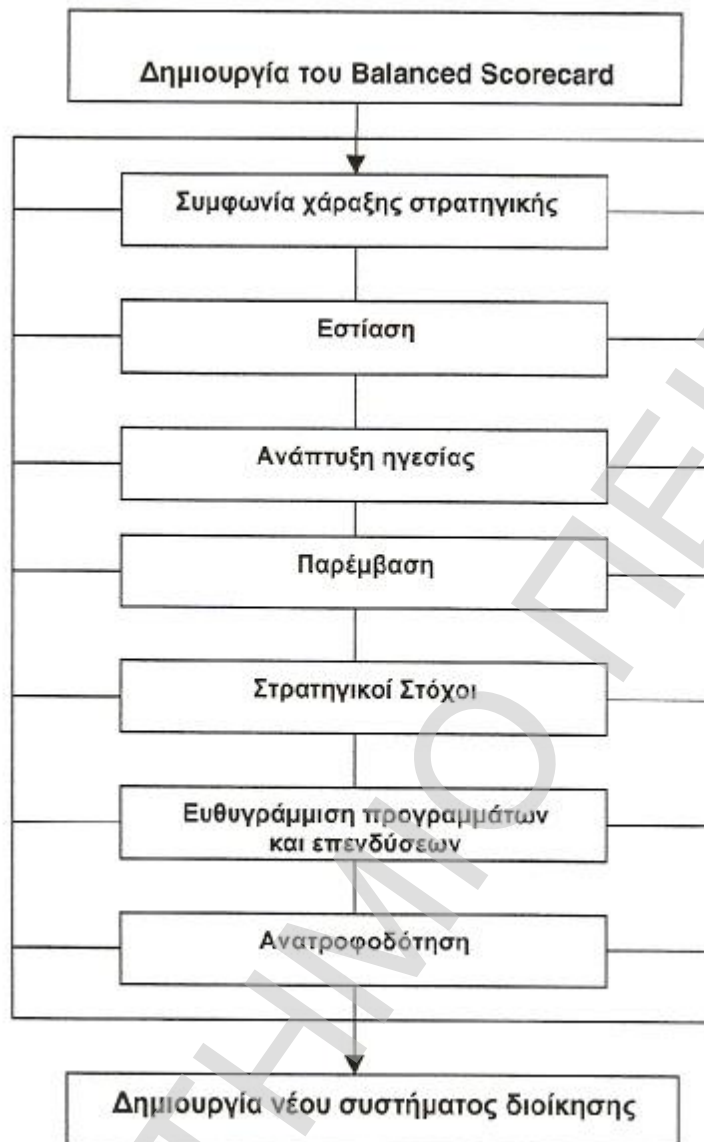 Δημιουργία του Balanced Scorecard
Συμφωνία χάραξης στρατηγικής
Εστίαση
Ανάπτυξη ηγεσίας
Παρέμβαση
Στρατηγικοί Στόχοι
Ευθυγράμμιση προγραμμάτων
και επενδύσεων
Ανατροφοδότηση
Δημιουργία νέου συστήματος διοίκησης